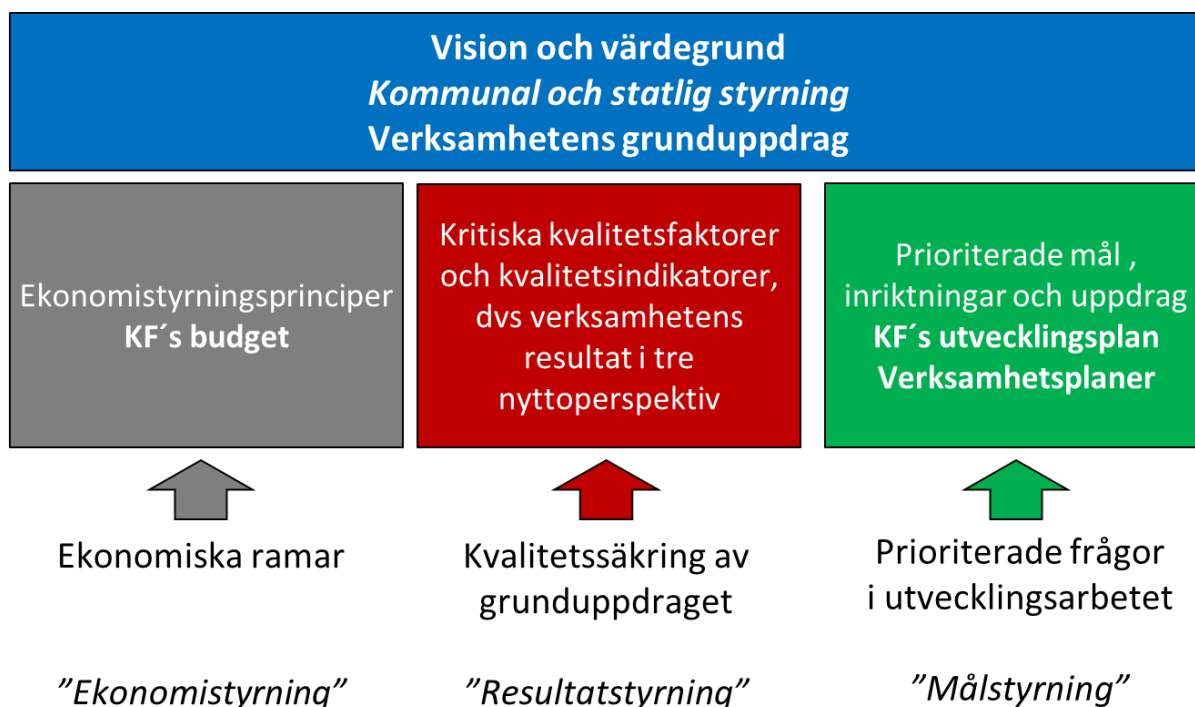 Vision och värdegrund
Kommunal och statlig styrning
Verksamhetens grunduppdrag
Ekonomistyrningsprinciper
KF´s budget
Kritiska kvalitetsfaktorer
och kvalitetsindikatorer,
dvs verksamhetens
resultat i tre
nyttoperspektiv
Prioriterade mål ,
inriktningar och uppdrag
KF´s utvecklingsplan
Verksamhetsplaner
Ekonomiska ramar
Kvalitetssäkring av
grunduppdraget
Prioriterade frågor
i utvecklingsarbetet
”Ekonomistyrning”
”Resultatstyrning”
”Målstyrning”